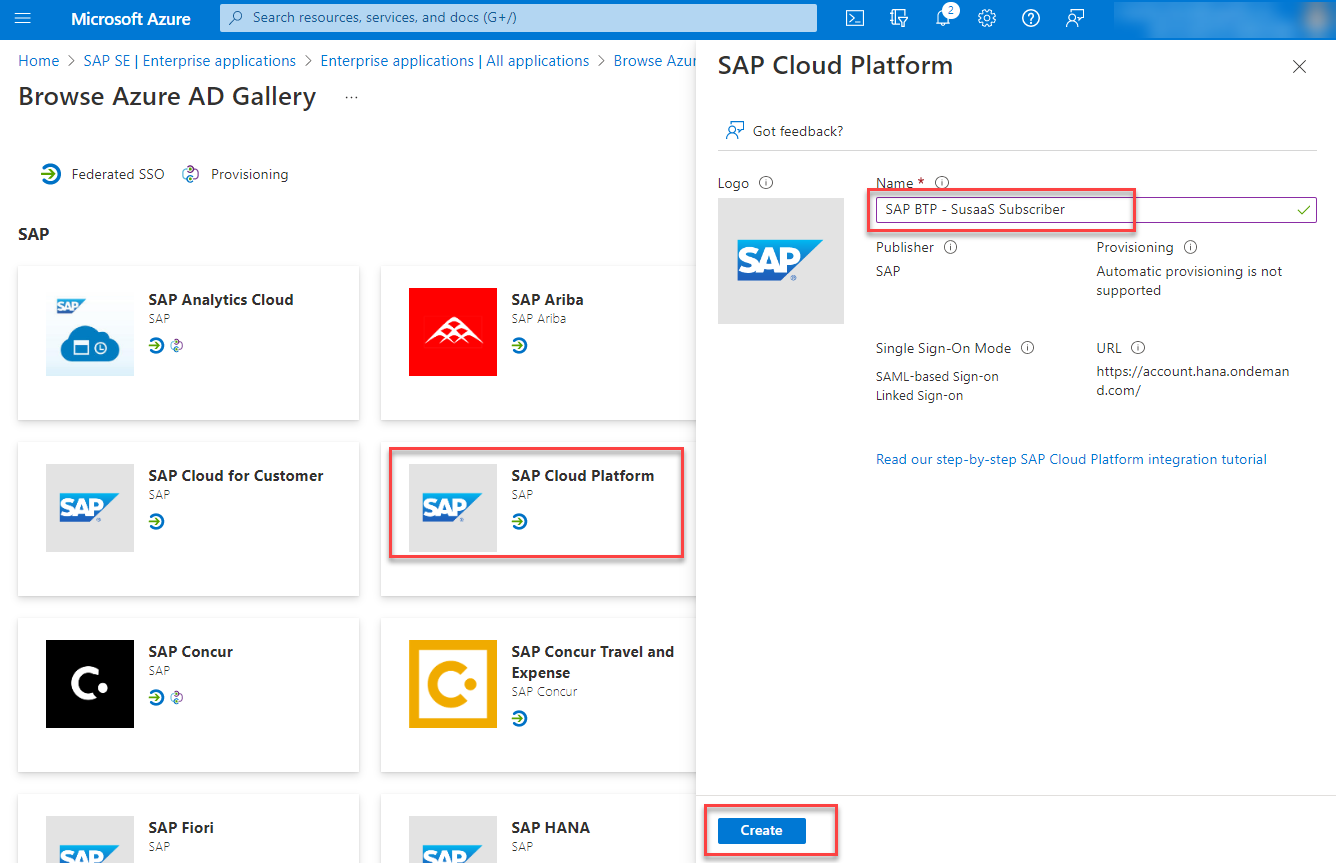 Microsoft Azure
Search resources, services, and docs (G+/)
2
Home > SAP SE | Enterprise applications > Enterprise applications | All applications > Browse Azur
Browse Azure AD Gallery ...
Federated SSO
Provisioning
SAP
SAP
SAP Analytics Cloud
SAP
SAP Ariba
SAP Ariba
SAP
SAP Cloud for Customer
SAP
SAP
SAP Cloud Platform
SAP
SAP Concur
SAP
SAP Concur Travel and
Expense
SAP Concur
SAP
SAP Fiori
SAP
SAP
SAP HANA
SAP
SAP Cloud Platform
Got feedback?
Logo
SAP
Name *
SAP BTP - SusaaS Subscriber
Publisher
SAP
Provisioning
Automatic provisioning is not
supported
Single Sign-On Mode
SAML-based Sign-on
Linked Sign-on
URL
https://account.hana.ondeman
d.com/
Read our step-by-step SAP Cloud Platform integration tutorial
Create